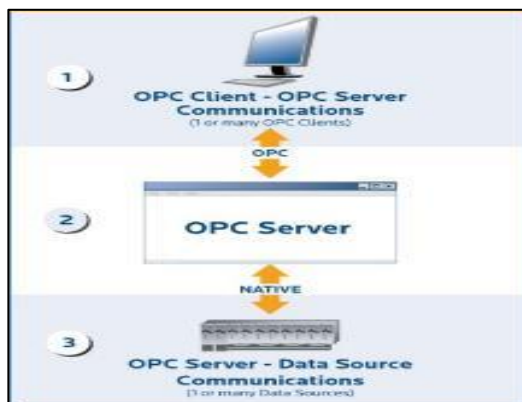 1
OPC Client - OPC Server
Communications
(1 or many OPC Clients)
OPC
2
OPC Server
NATIVE
3
OPC Server - Data Source
Communications
(1 or many Data Sources)